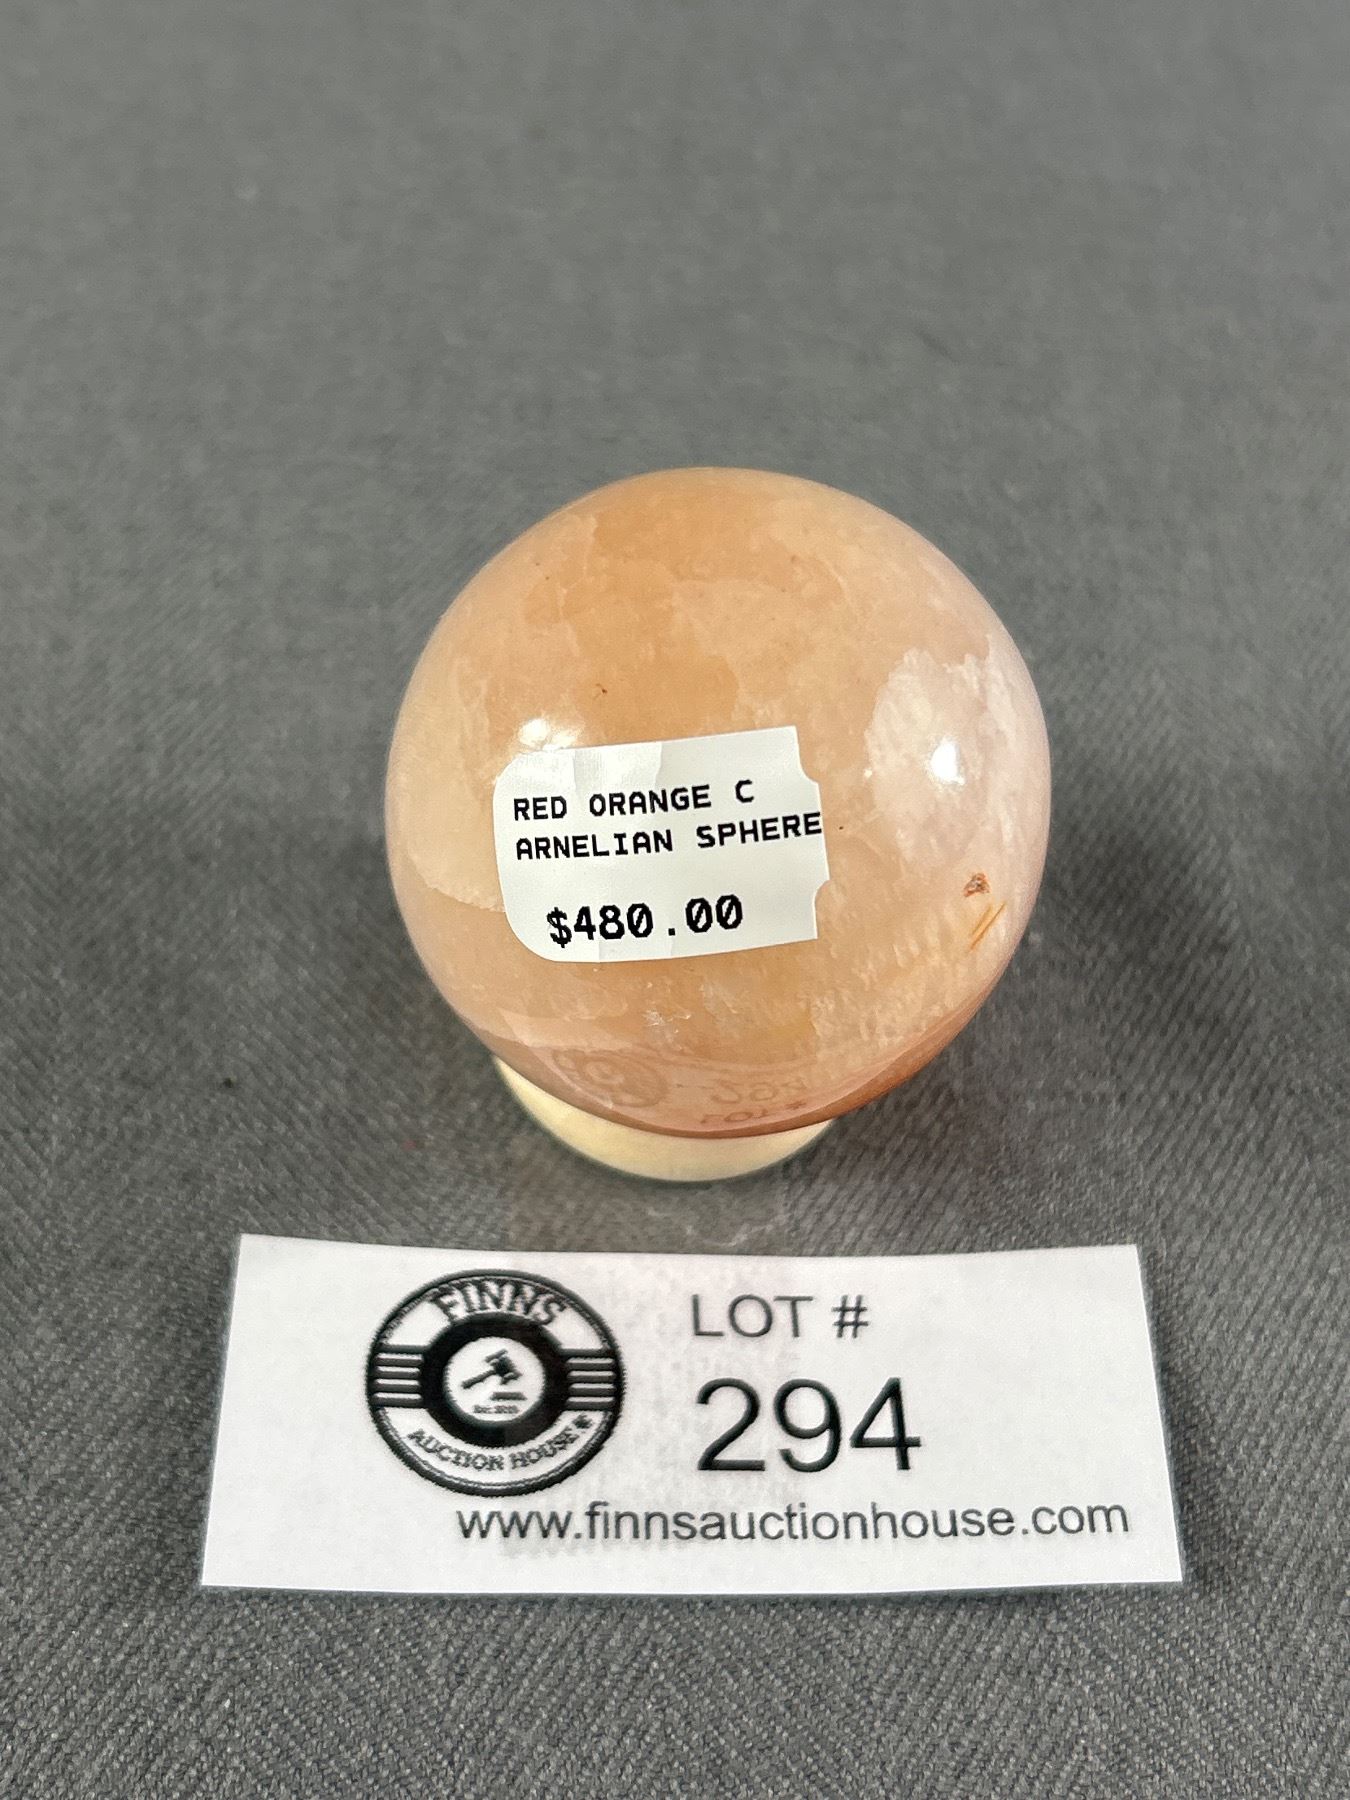 RED ORANGE C
ARNELIAN SPHERE
$480.00
FINNS
AUCTION HOUSE
LOT #
294
www.finnsauctionhouse.com